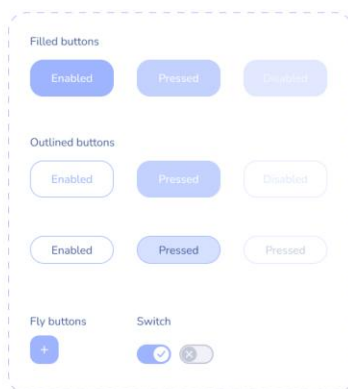 Filled buttons
Enabled Pressed Disabled
Outlined buttons
Enabled Pressed Disabled
Enabled Pressed Pressed
Fly buttons Switch
+